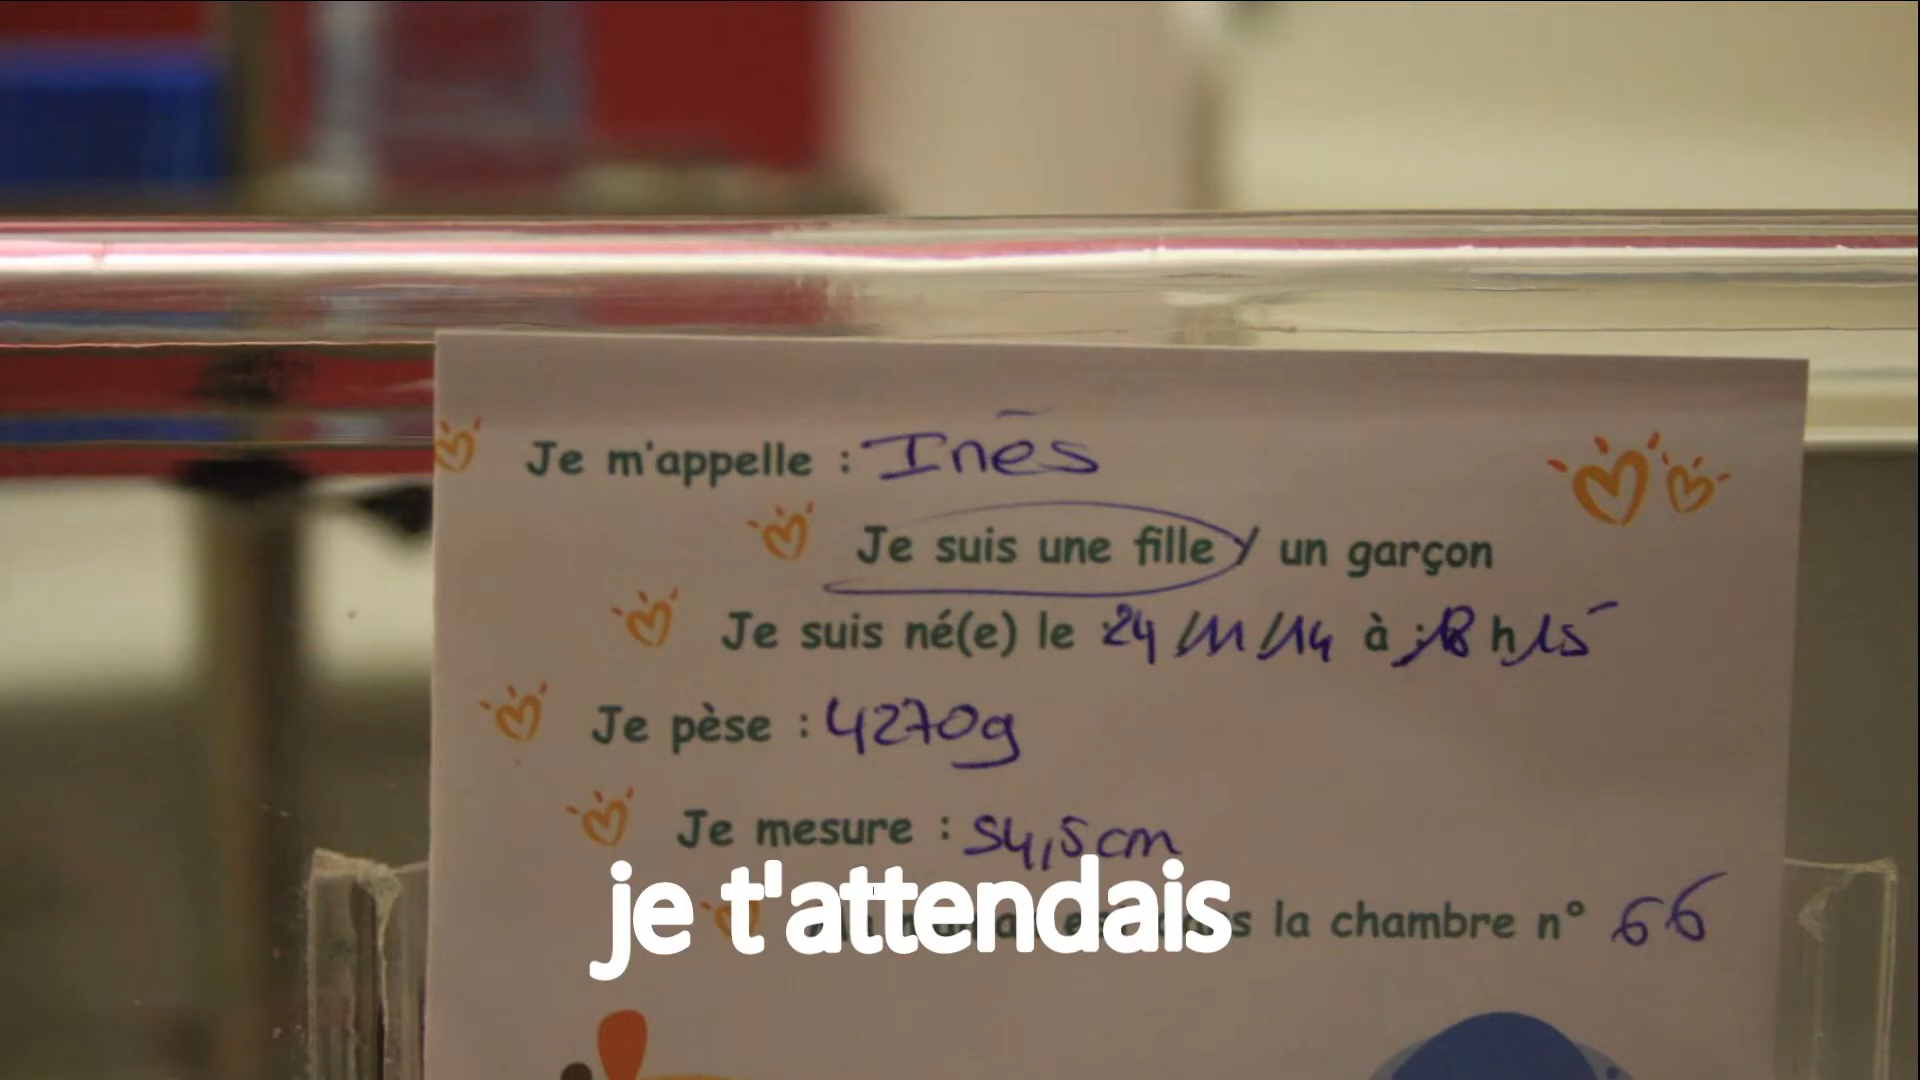 Je m'appelle : Inès
Je suis une fille / un garçon
Je suis né(e) le 24/11/14 à 18 h 15
Je pèse : 4270g
Je mesure : 54,5cm
la chambre n° 66
je t'attendais